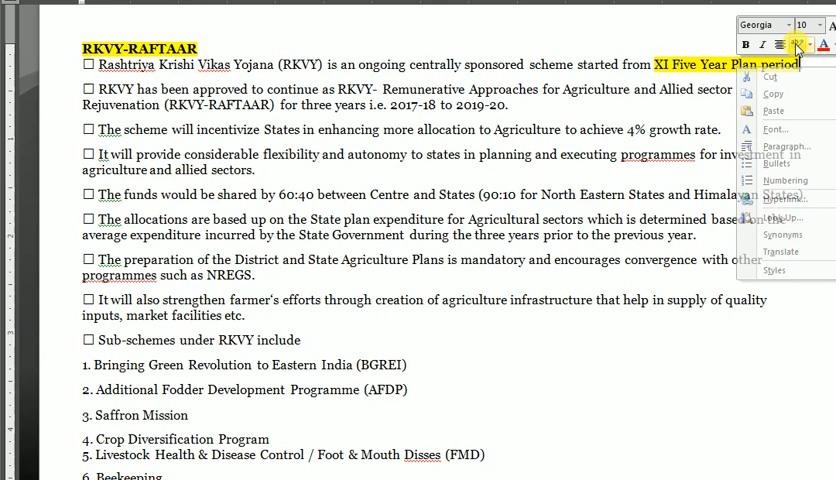 Georgia
10
A
B I A
RKVY-RAFTAAR
☐ Rashtriya Krishi Vikas Yojana (RKVY) is an ongoing centrally sponsored scheme started from XI Five Year Plan period
☐ RKVY has been approved to continue as RKVY- Remunerative Approaches for Agriculture and Allied sector
Rejuvenation (RKVY-RAFTAAR) for three years i.e. 2017-18 to 2019-20.
☐ The scheme will incentivize States in enhancing more allocation to Agriculture to achieve 4% growth rate.
☐ It will provide considerable flexibility and autonomy to states in planning and executing programmes for investment in
agriculture and allied sectors.
☐ The funds would be shared by 60:40 between Centre and States (90:10 for North Eastern States and Himalayan States).
☐ The allocations are based up on the State plan expenditure for Agricultural sectors which is determined based on the
average expenditure incurred by the State Government during the three years prior to the previous year.
☐ The preparation of the District and State Agriculture Plans is mandatory and encourages convergence with other
programmes such as NREGS.
☐ It will also strengthen farmer's efforts through creation of agriculture infrastructure that help in supply of quality
inputs, market facilities etc.
☐ Sub-schemes under RKVY include
1. Bringing Green Revolution to Eastern India (BGREI)
2. Additional Fodder Development Programme (AFDP)
3. Saffron Mission
4. Crop Diversification Program
5. Livestock Health & Disease Control / Foot & Mouth Disses (FMD)
6. Beekeeping
Cut
Copy
Paste
Font...
Paragraph...
Bullets
Numbering
Hyperlink...
Look Up...
Synonyms
Translate
Styles